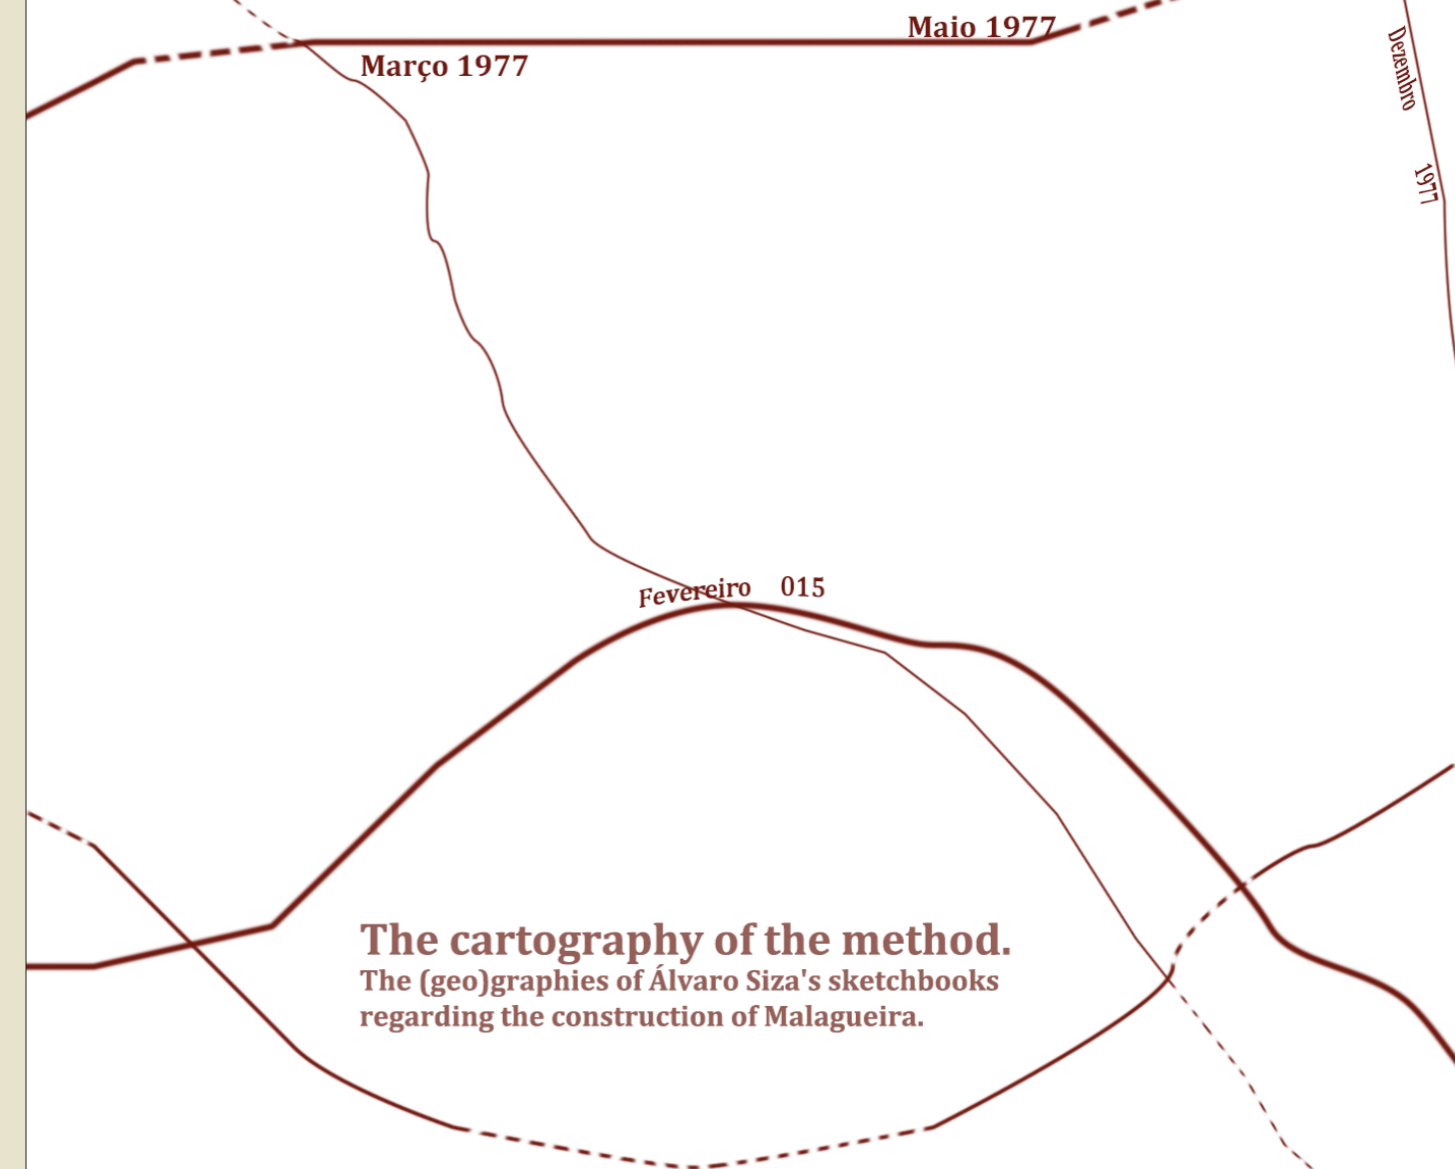 Maio 1977
Março 1977
Dezembro 1977
Fevereiro 015
The cartography of the method.
The (geo)graphies of Álvaro Siza's sketchbooks
regarding the construction of Malagueira.